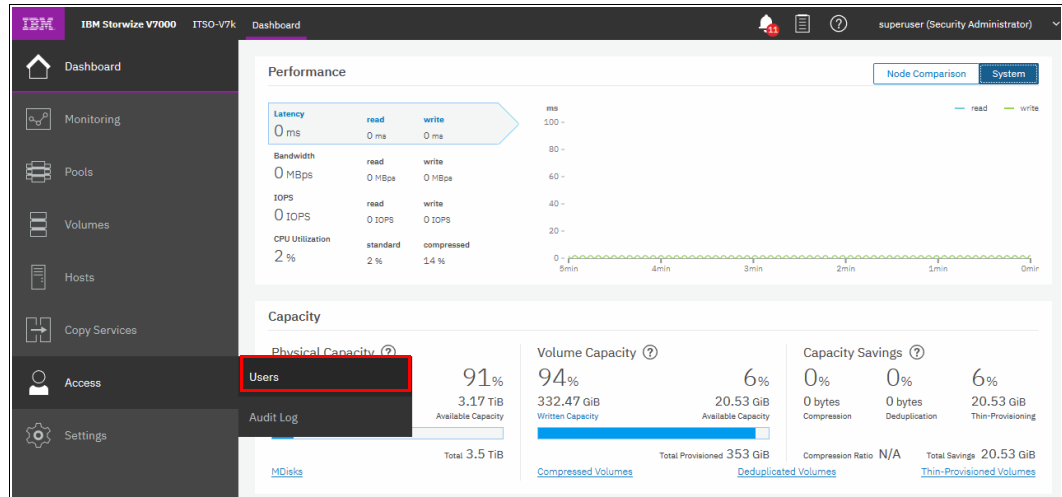 IBM IBM Storwize V7000 ITSO-V7k Dashboard 11 superuser (Security Administrator)
Dashboard
Monitoring
Pools
Volumes
Hosts
Copy Services
Access
Settings
Users
Audit Log
Performance
Node Comparison System
Latency read write
0 ms 0 ms 0 ms
Bandwidth read write
0 MBps 0 MBps 0 MBps
IOPS read write
0 IOPS 0 IOPS 0 IOPS
CPU Utilization standard compressed
2 % 2 % 14 %
ms read write
100
80
60
40
20
0
5min 4min 3min 2min 1min 0min
Capacity
Physical Capacity ?
91%
3.17 TiB
Available Capacity
Total 3.5 TiB
MDisks
Volume Capacity ?
94% 6%
332.47 GiB 20.53 GiB
Written Capacity Available Capacity
Total Provisioned 353 GiB
Compressed Volumes Deduplicated Volumes
Capacity Savings ?
0% 0% 6%
0 bytes 0 bytes 20.53 GiB
Compression Deduplication Thin-Provisioning
Compression Ratio N/A Total Savings 20.53 GiB
Thin-Provisioned Volumes